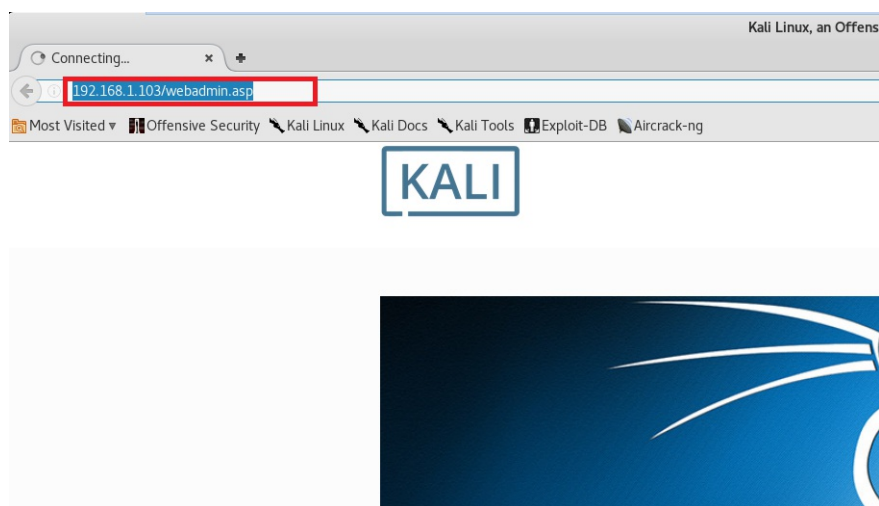 Kali Linux, an Offens
Connecting...
192.168.1.103/webadmin.asp
Most Visited Offensive Security Kali Linux Kali Docs Kali Tools Exploit-DB Aircrack-ng
KALI